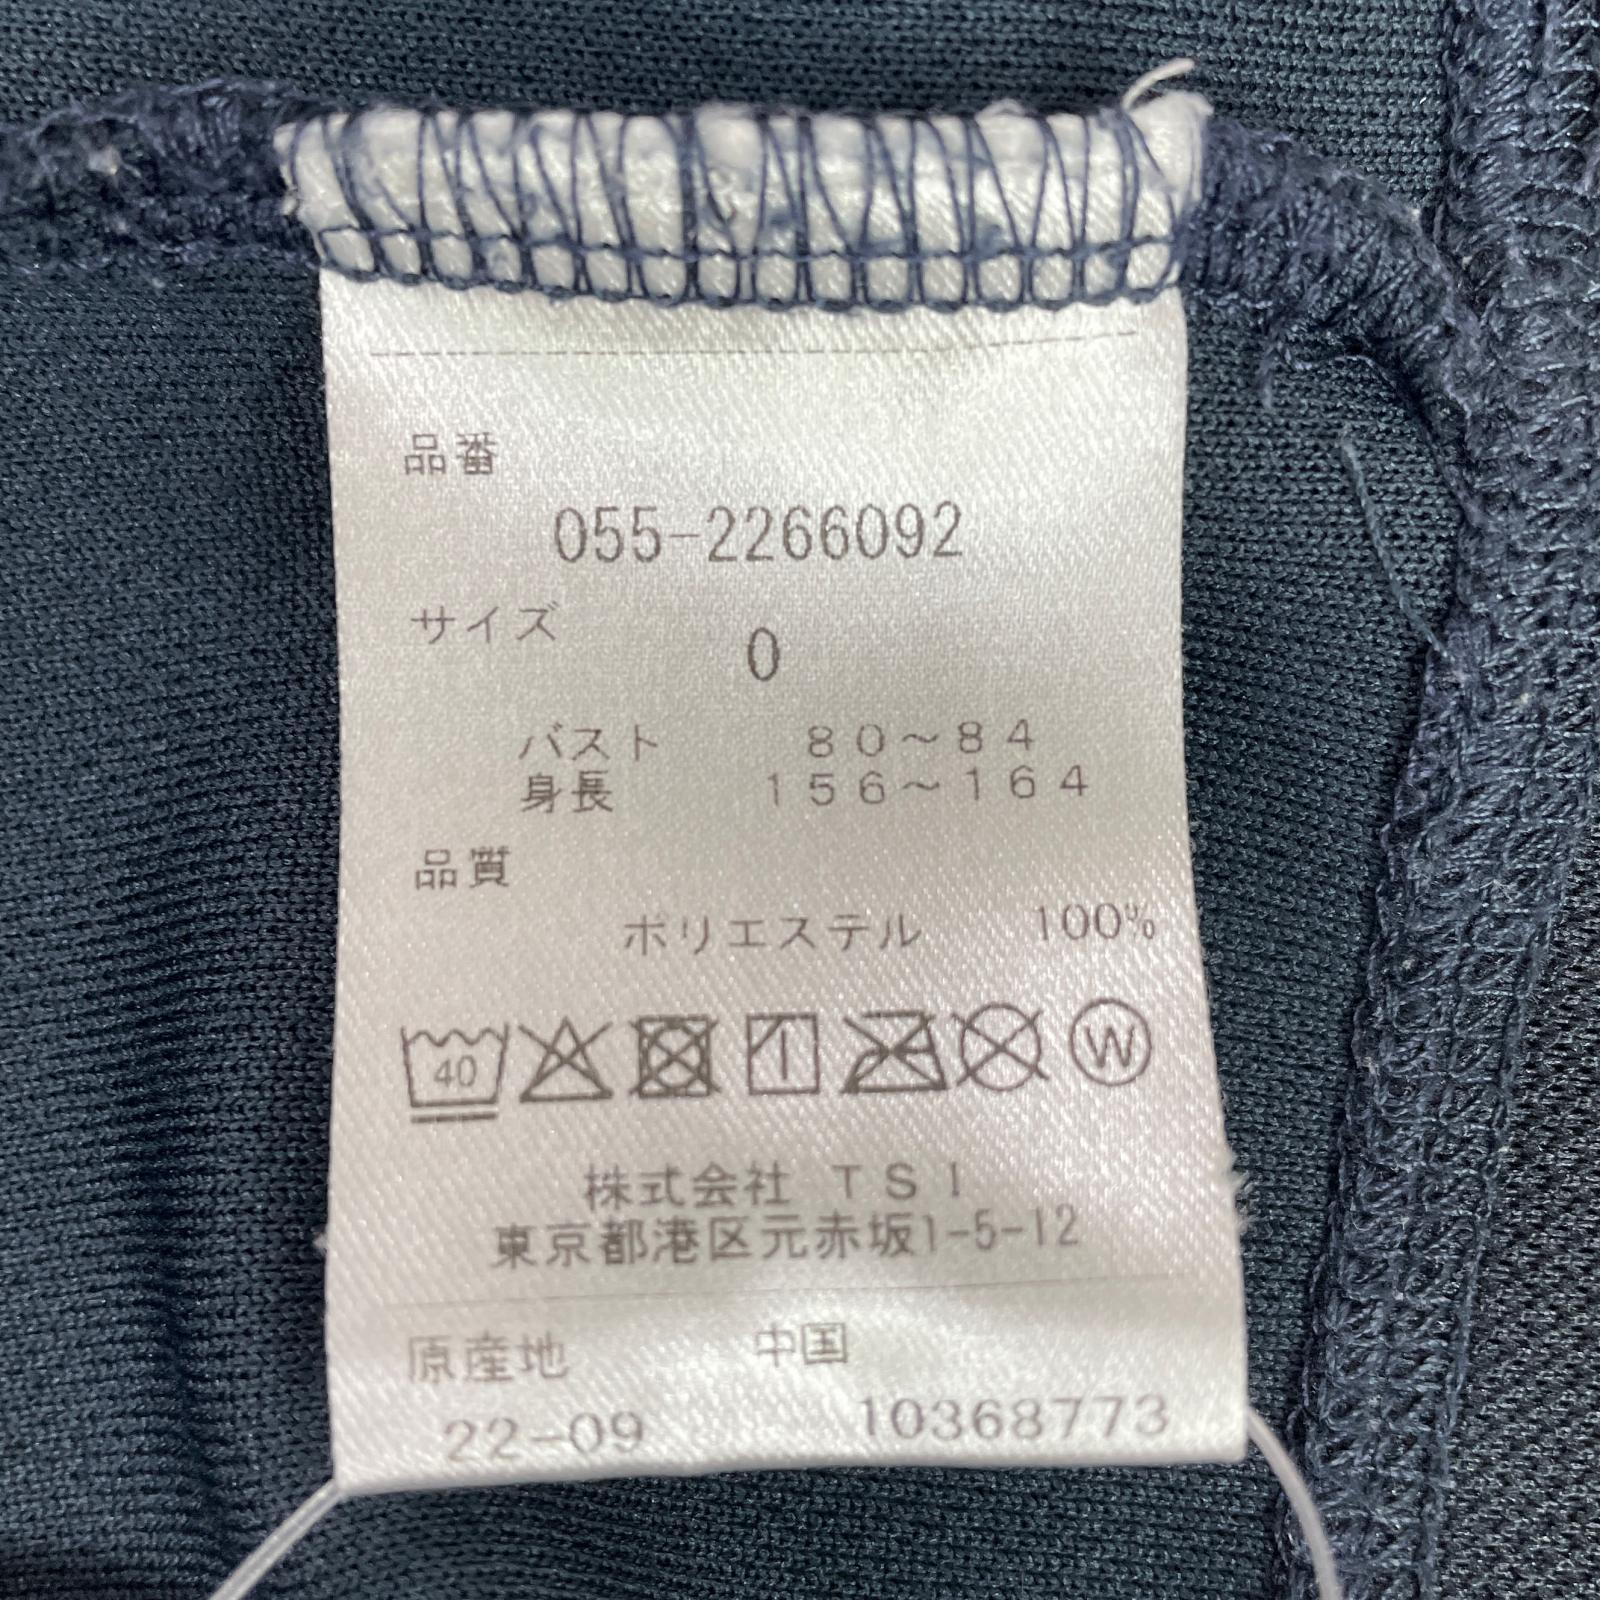 品番
055-2266092
サイズ
0
バスト 80～84
身長 156～164
品質
ポリエステル 100%
40 W
株式会社 TSI
東京都港区元赤坂1-5-12
原産地 中国
22-09 10368773